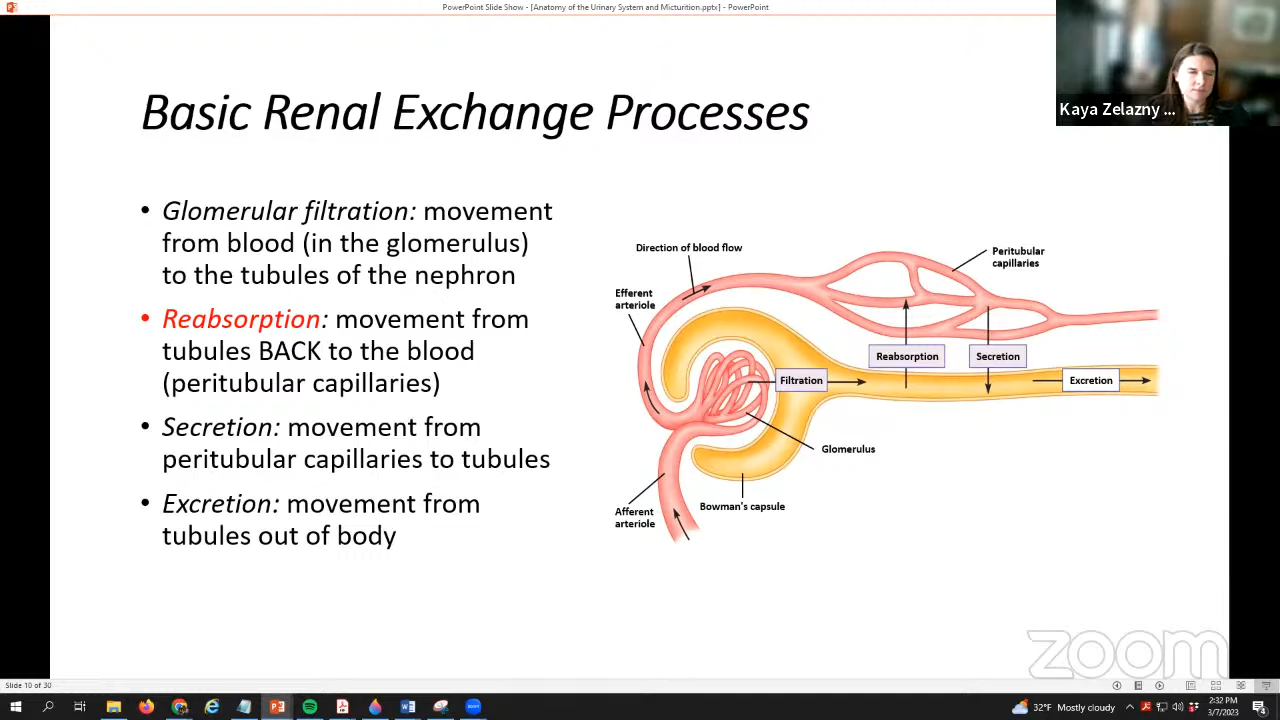 PowerPoint Slide Show - [Anatomy of the Urinary System and Micturition.pptx] - PowerPoint
Kaya Zelazny ...
Basic Renal Exchange Processes
• Glomerular filtration: movement
from blood (in the glomerulus)
to the tubules of the nephron
• Reabsorption: movement from
tubules BACK to the blood
(peritubular capillaries)
• Secretion: movement from
peritubular capillaries to tubules
• Excretion: movement from
tubules out of body
Direction of blood flow
Peritubular
capillaries
Efferent
arteriole
Reabsorption
Secretion
Filtration
Excretion
Glomerulus
Bowman's capsule
Afferent
arteriole
zoom
Slide 10 of 30
32°F Mostly cloudy
2:32 PM
3/7/2023
4